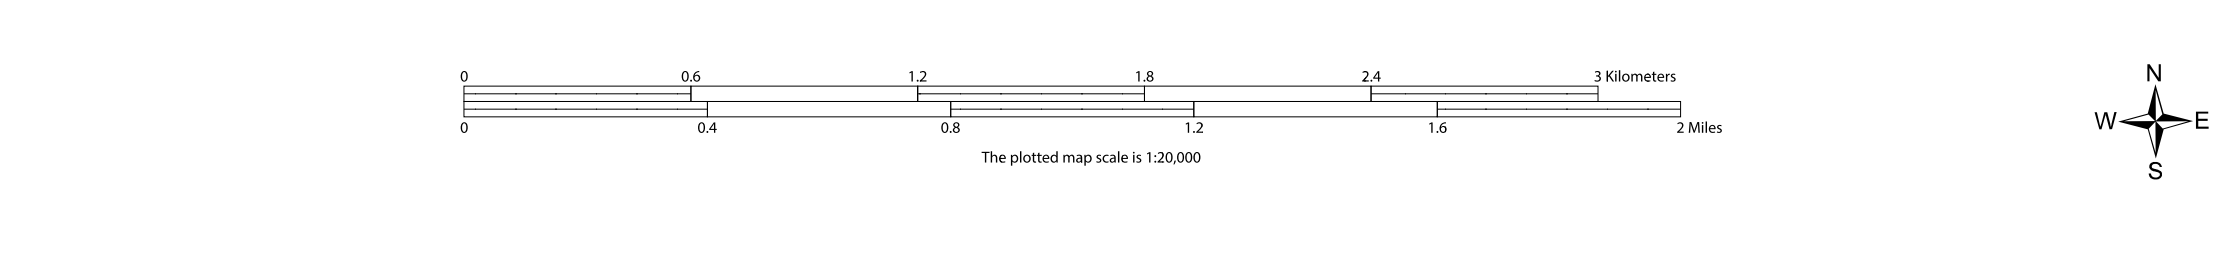 0 0.6 1.2 1.8 2.4 3 Kilometers
0 0.4 0.8 1.2 1.6 2 Miles
The plotted map scale is 1:20,000
N
W E
S